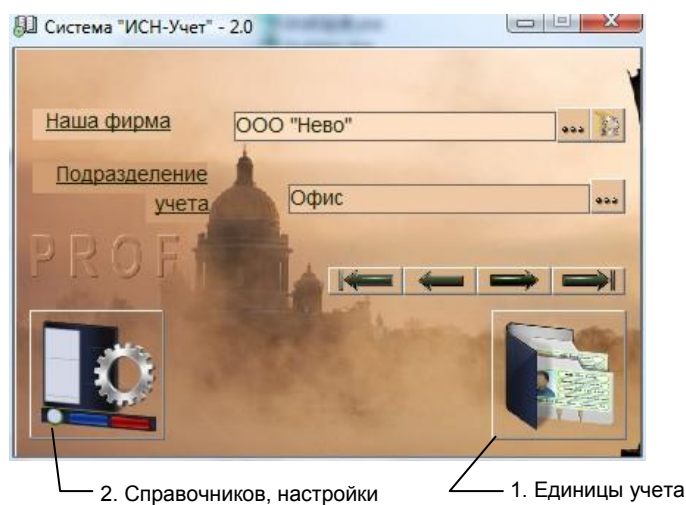 Система "ИСН-Учет" - 2.0
Наша фирма
ООО "Нево"
Подразделение
учета
Офис
PROF
2. Справочников, настройки
1. Единицы учета